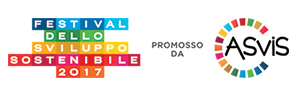 FESTIVAL
DELLO
SVILUPPO
SOSTENIBILE
2017
PROMOSSO
DA
ASviS